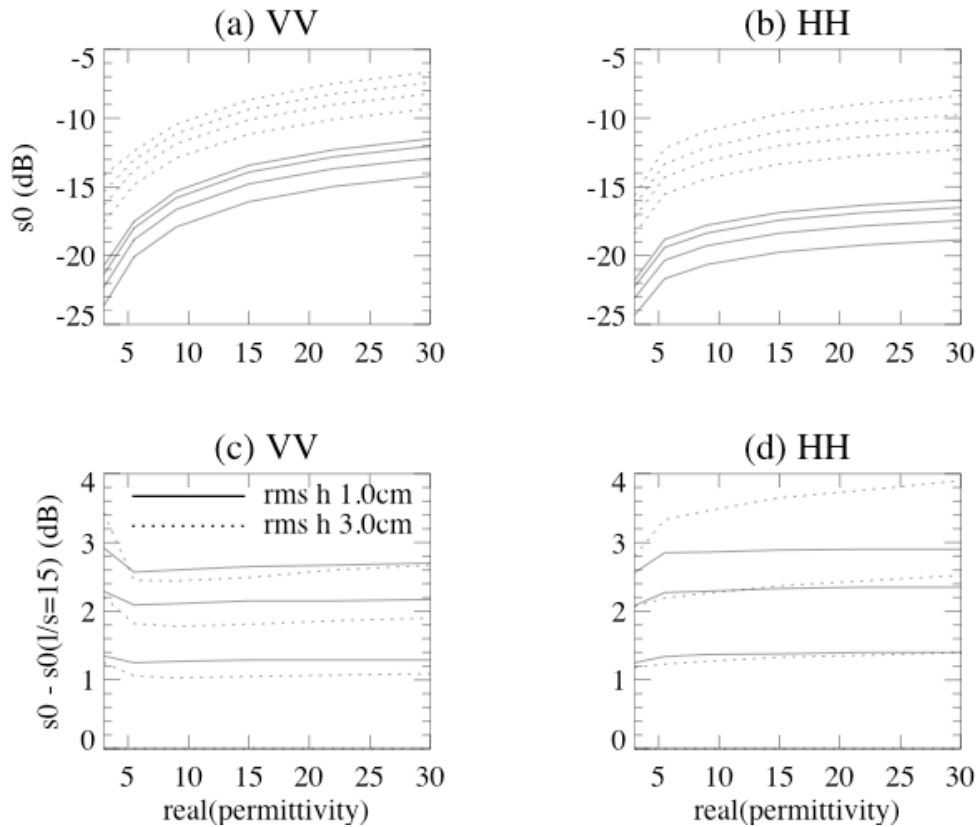 (a) VV
(b) HH
s0 (dB)
-5
-10
-15
-20
-25
5 10 15 20 25 30
-5
-10
-15
-20
-25
5 10 15 20 25 30
(c) VV
(d) HH
s0 - s0(l/s=15) (dB)
4
3
2
1
0
rms h 1.0cm
rms h 3.0cm
5 10 15 20 25 30
real(permittivity)
4
3
2
1
0
5 10 15 20 25 30
real(permittivity)